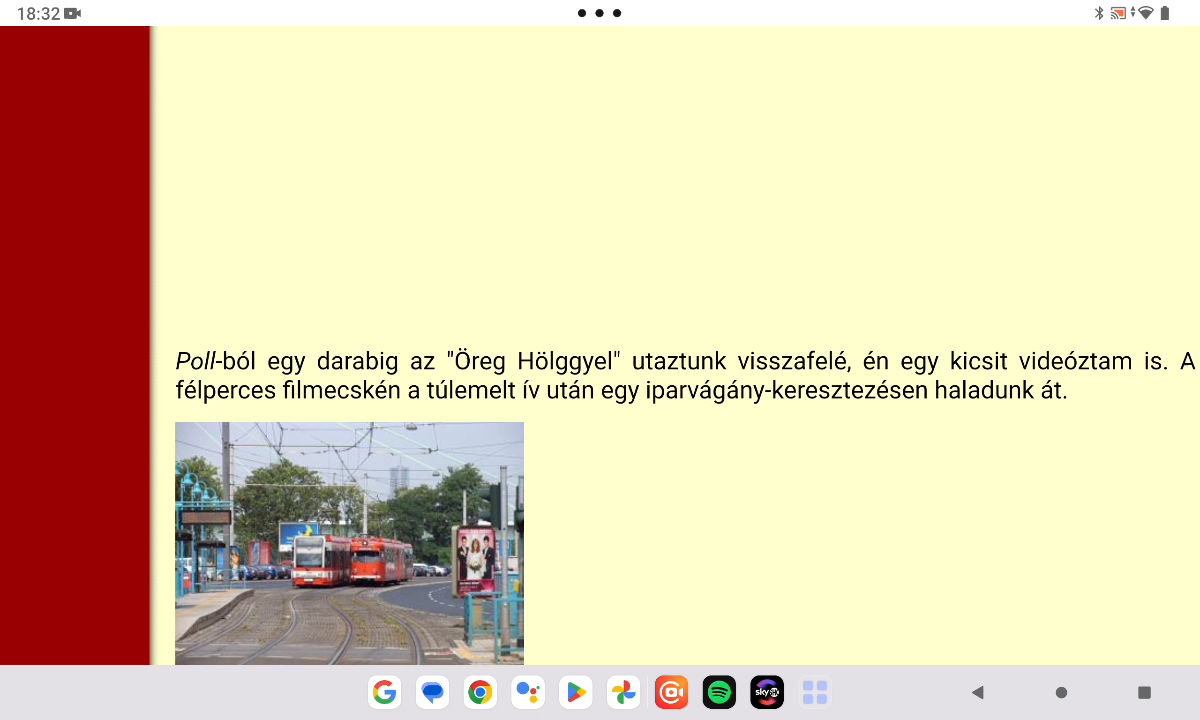 18:32
Poll-ból egy darabig az "Öreg Hölggyel" utaztunk visszafelé, én egy kicsit videóztam is. A
félperces filmecskén a túlemelt ív után egy iparvágány-keresztezésen haladunk át.
sky